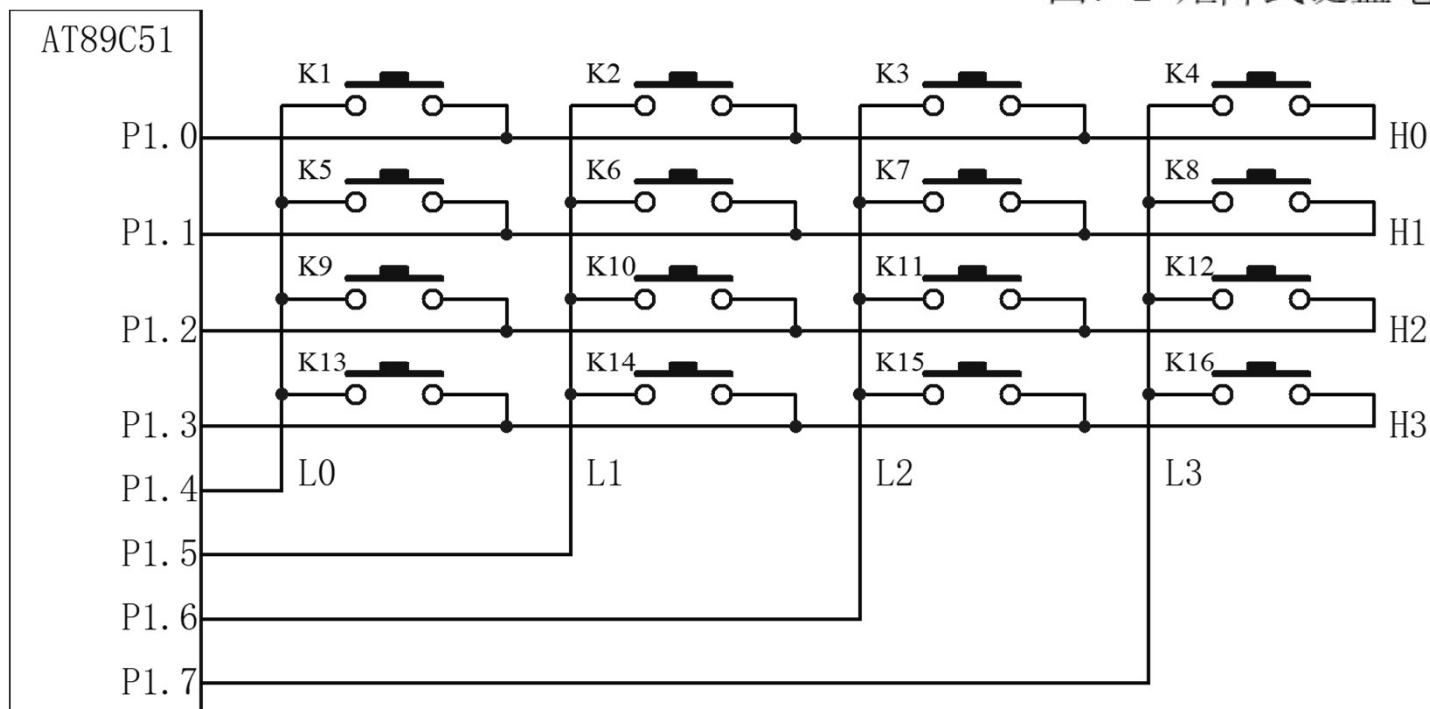 AT89C51
K1 K2 K3 K4
P1.0 H0
K5 K6 K7 K8
P1.1 H1
K9 K10 K11 K12
P1.2 H2
K13 K14 K15 K16
P1.3 H3
P1.4 L0 L1 L2 L3
P1.5
P1.6
P1.7